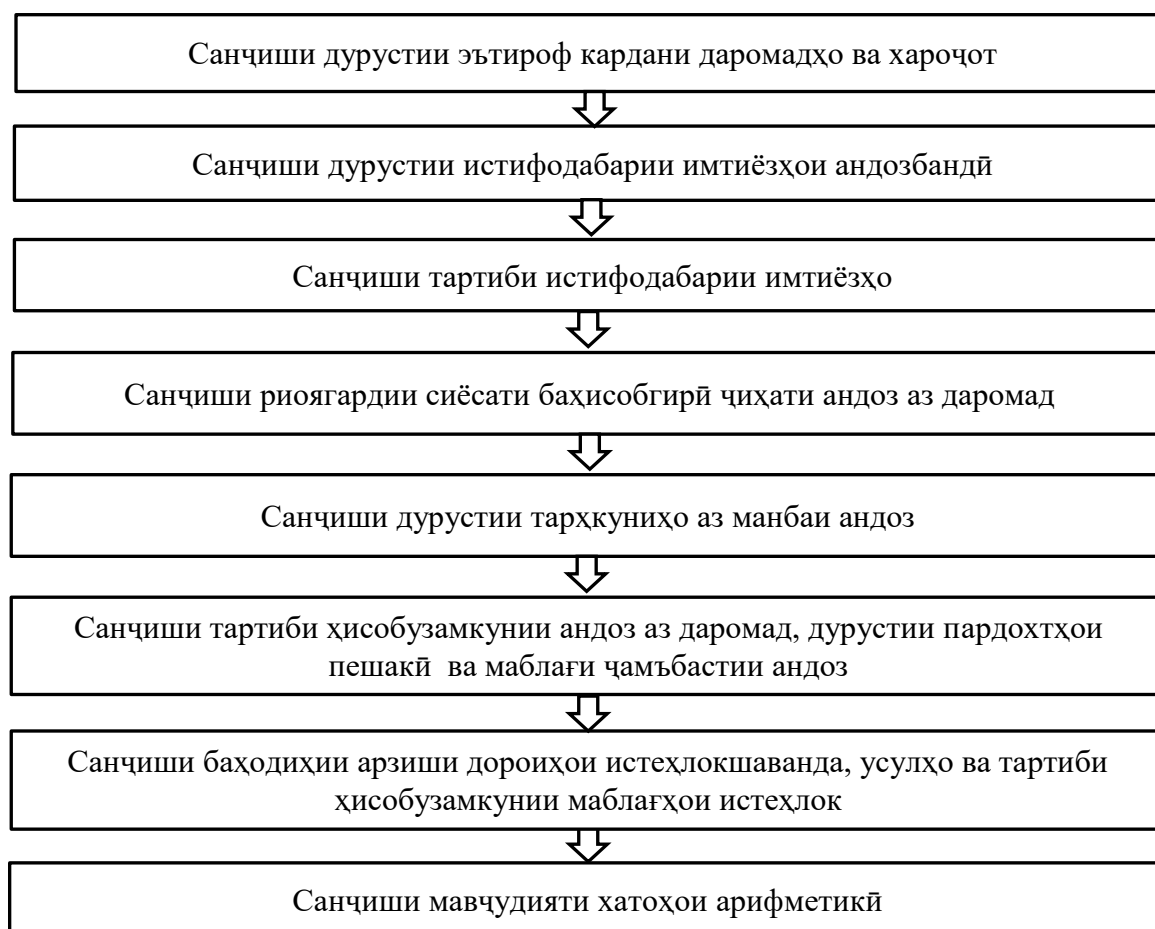 Санҷиши дурустии эътироф кардани даромадҳо ва хароҷот
Санҷиши дурустии истифодабарии имтиёзҳои андозбандӣ
Санҷиши тартиби истифодабарии имтиёзҳо
Санҷиши риоягардии сиёсати баҳисобгирӣ ҷиҳати андоз аз даромад
Санҷиши дурустии тарҳкуниҳо аз манбаи андоз
Санҷиши тартиби ҳисобузамкунии андоз аз даромад, дурустии пардохтҳои
пешакӣ ва маблағи ҷамъбастии андоз
Санҷиши баҳодиҳии арзиши дороиҳои истеҳлокшаванда, усулҳо ва тартиби
ҳисобузамкунии маблағҳои истеҳлок
Санҷиши мавҷудияти хатоҳои арифметикӣ